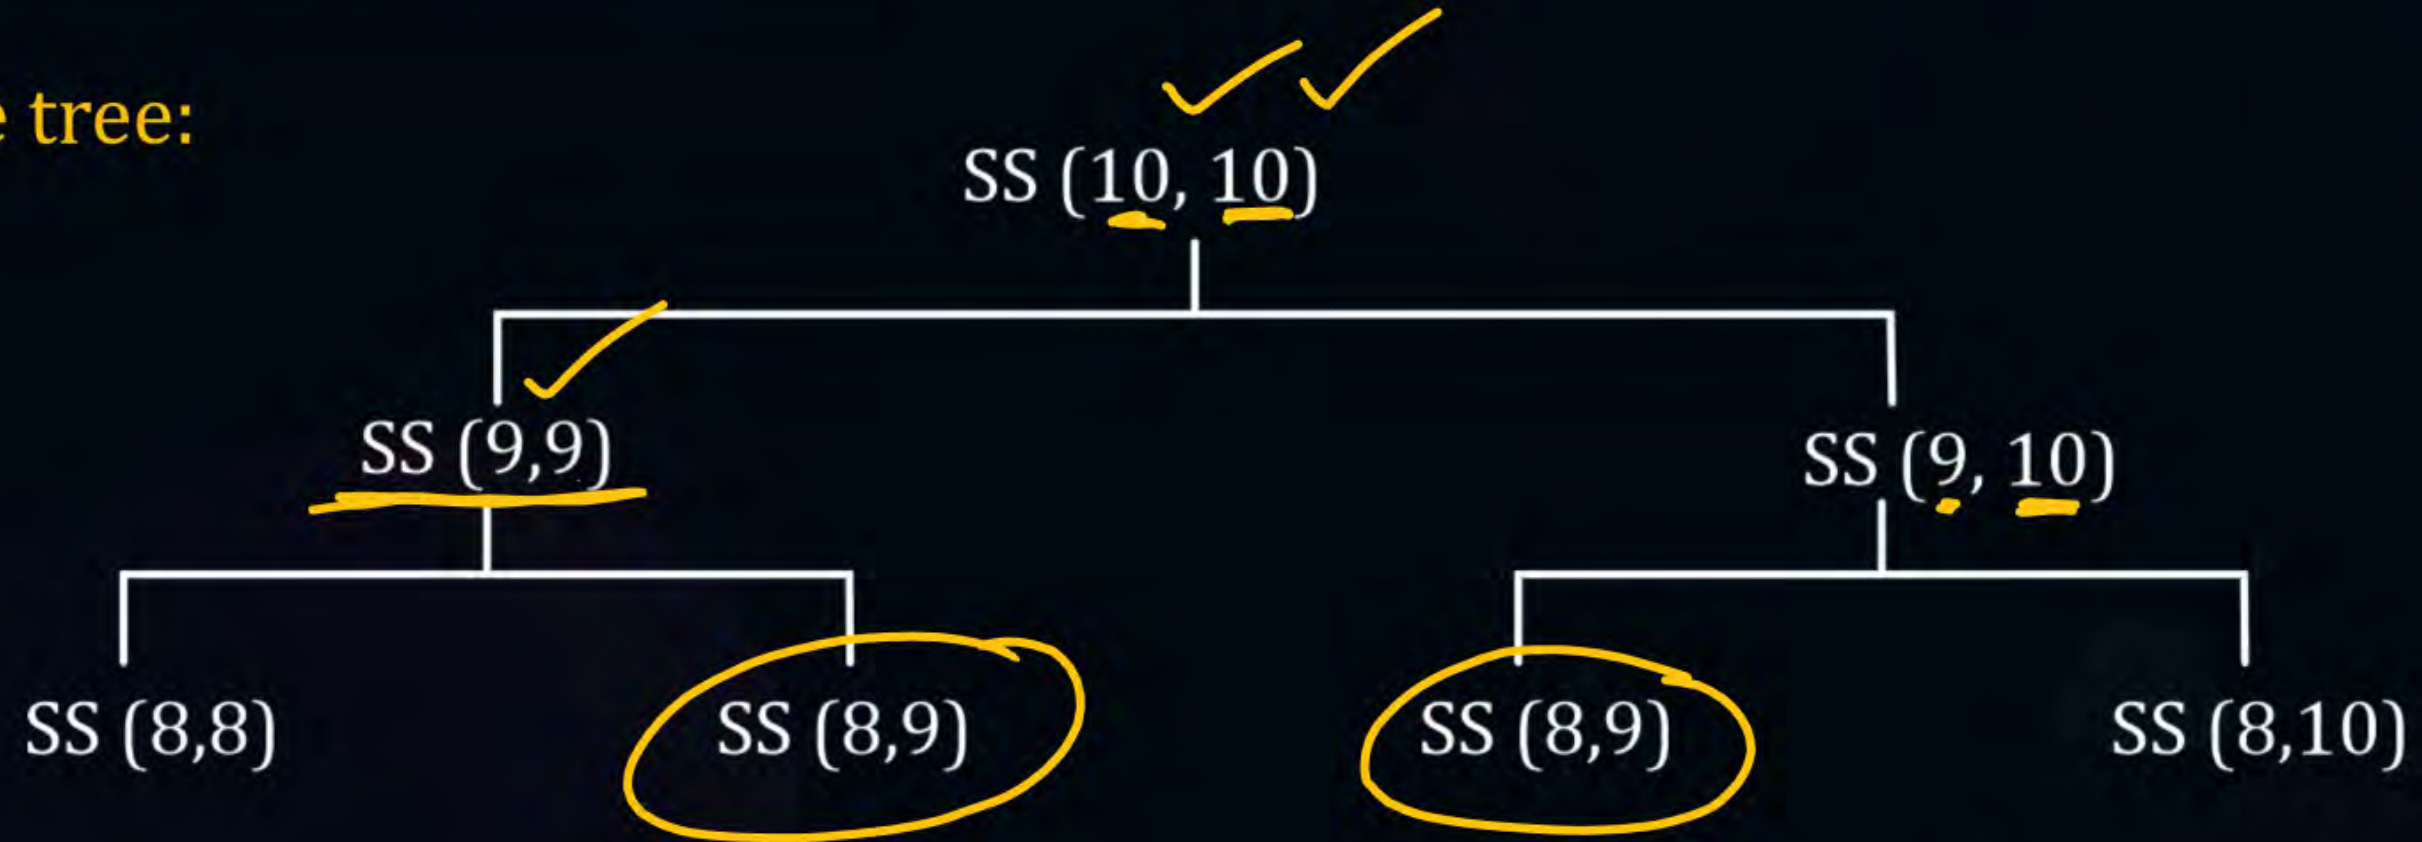 tree:
SS (10, 10)
SS (9,9)
SS (9, 10)
SS (8,8)
SS (8,9)
SS (8,9)
SS (8,10)